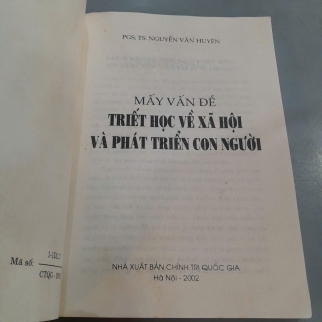 PGS, TS. NGUYỄN VĂN HUYÊN
MẤY VẤN ĐỀ
TRIẾT HỌC VỀ XÃ HỘI
VÀ PHÁT TRIỂN CON NGƯỜI
Mã số:
CTQG -
NHÀ XUẤT BẢN CHÍNH TRỊ QUỐC GIA
Hà Nội - 2002